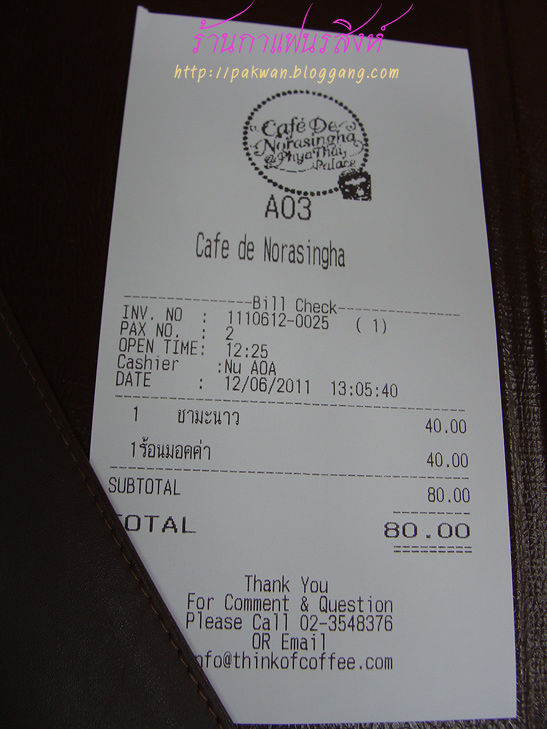 ร้านกาแฟนรสิงห์
http://pakwan.bloggang.com
Café De
Norasingha
@ PhyaThai
Palace
A03
Cafe de Norasingha
----------------Bill Check----------------
INV. NO : 1110612-0025 ( 1)
PAX NO. : 2
OPEN TIME: 12:25
Cashier :Nu AOA
DATE : 12/06/2011 13:05:40
1 ชามะนาว 40.00
1 ร้อนมอคค่า 40.00
SUBTOTAL 80.00
TOTAL 80.00
Thank You
For Comment & Question
Please Call 02-3548376
OR Email
nfo@thinkofcoffee.com